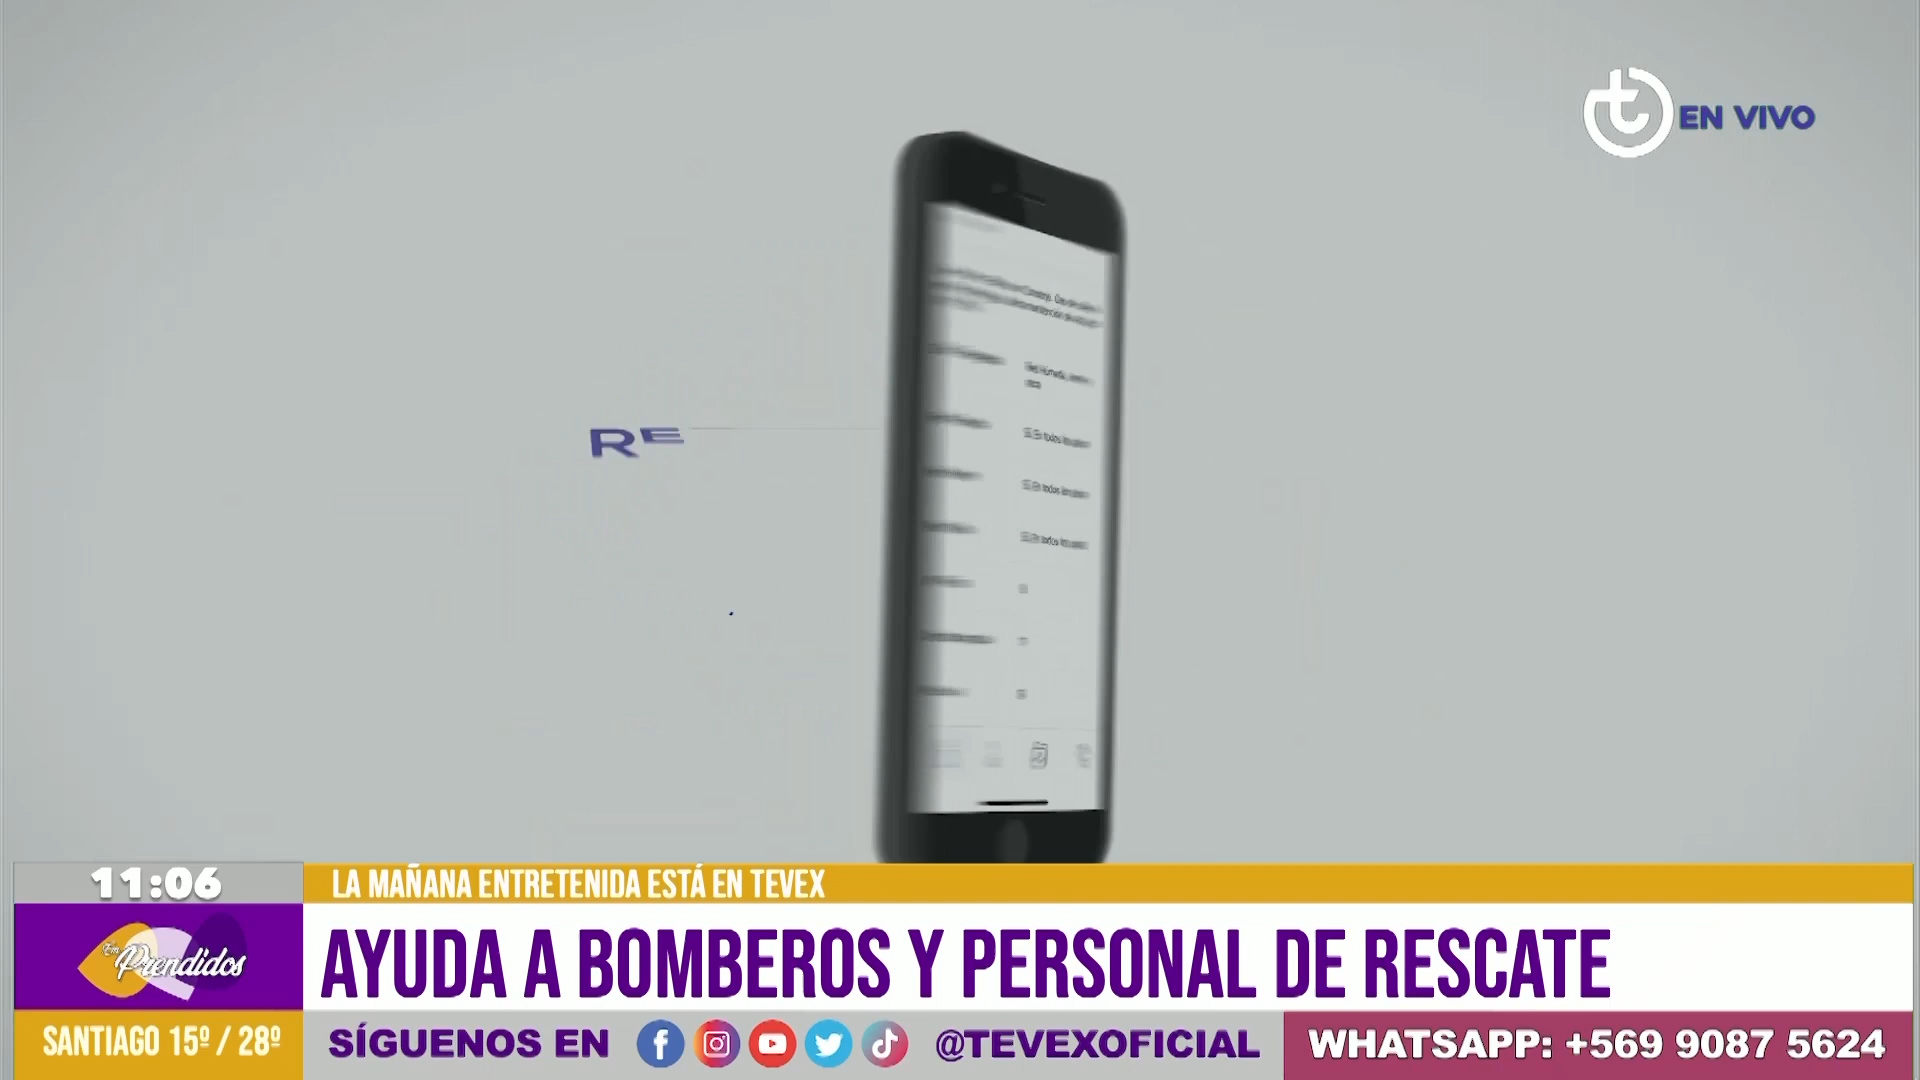 EN VIVO
RE
11:06
LA MAÑANA ENTRETENIDA ESTÁ EN TEVEX
En Prendidos
AYUDA A BOMBEROS Y PERSONAL DE RESCATE
SANTIAGO 15º / 28º
SÍGUENOS EN
@TEVEXOFICIAL
WHATSAPP: +569 9087 5624